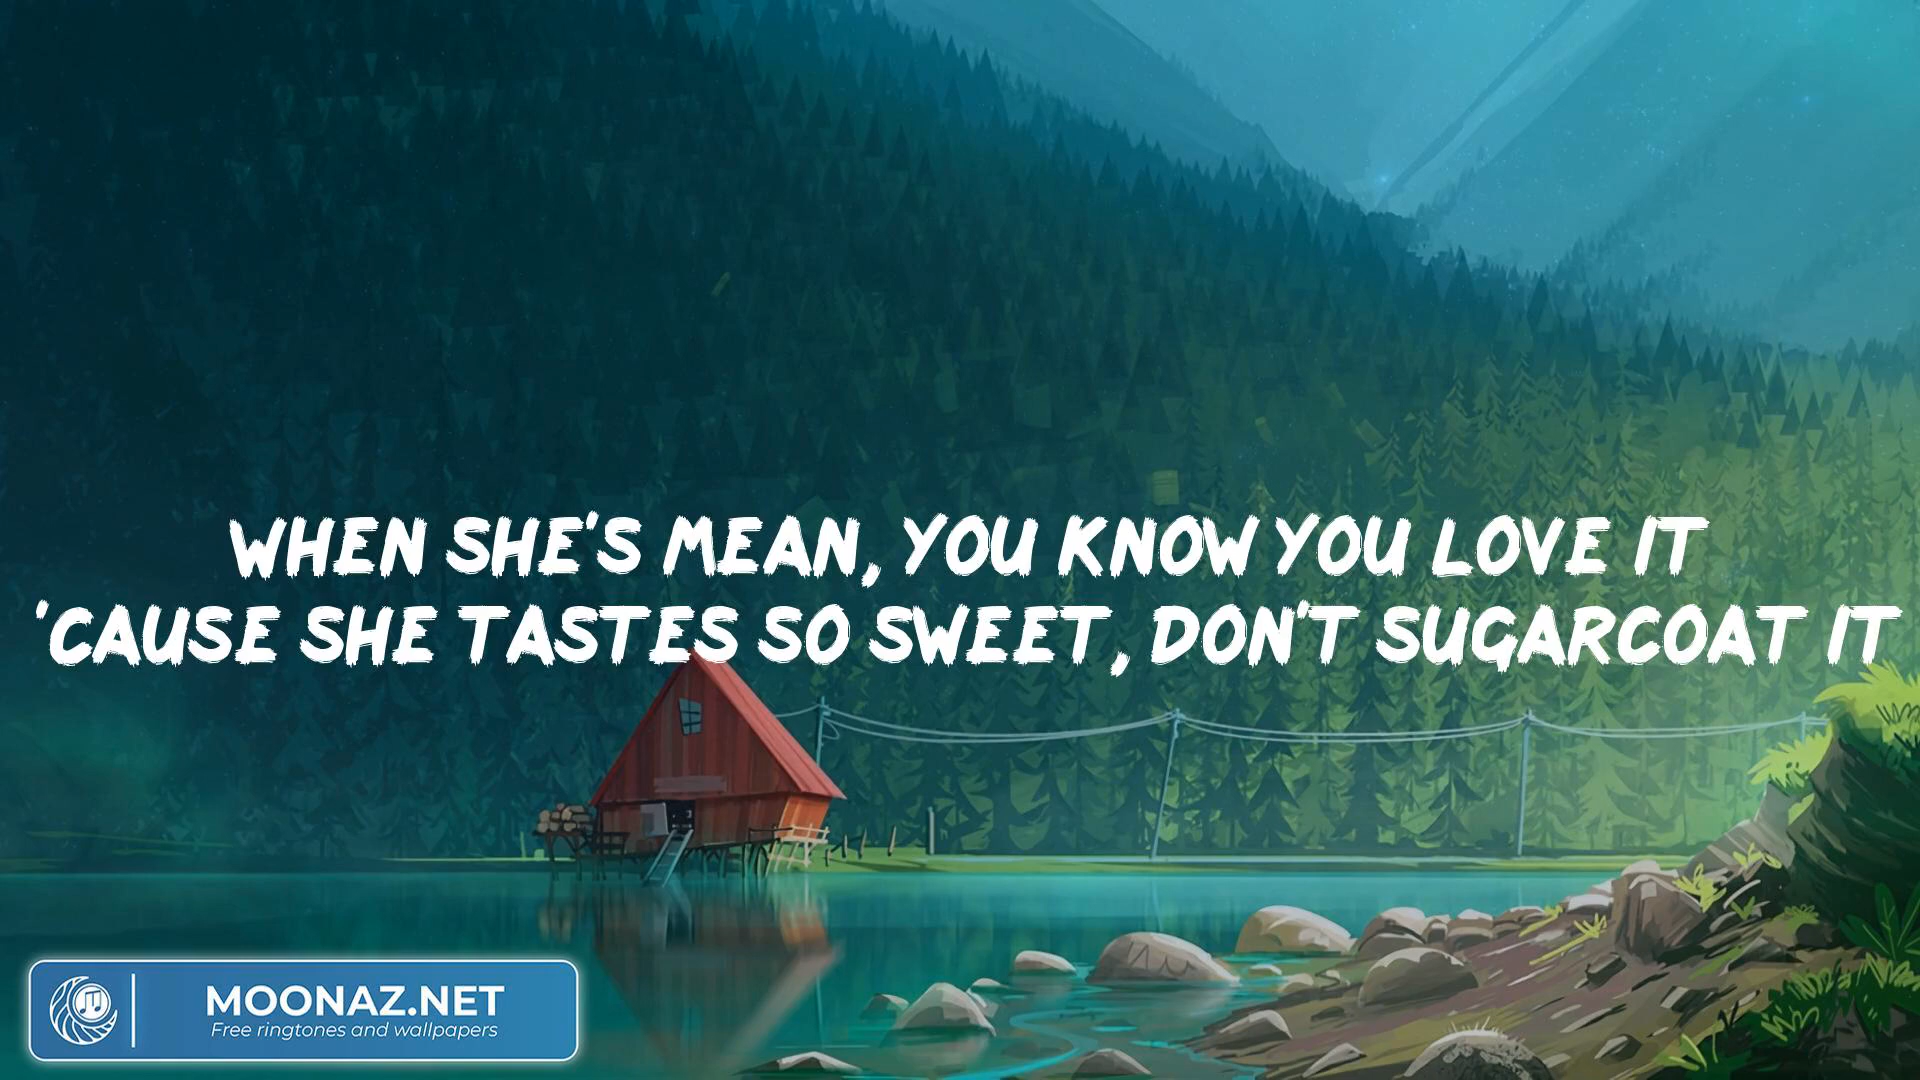 WHEN SHE'S MEAN, YOU KNOW YOU LOVE IT
'CAUSE SHE TASTES SO SWEET, DON'T SUGARCOAT IT
MOONAZ.NET
Free ringtones and wallpapers